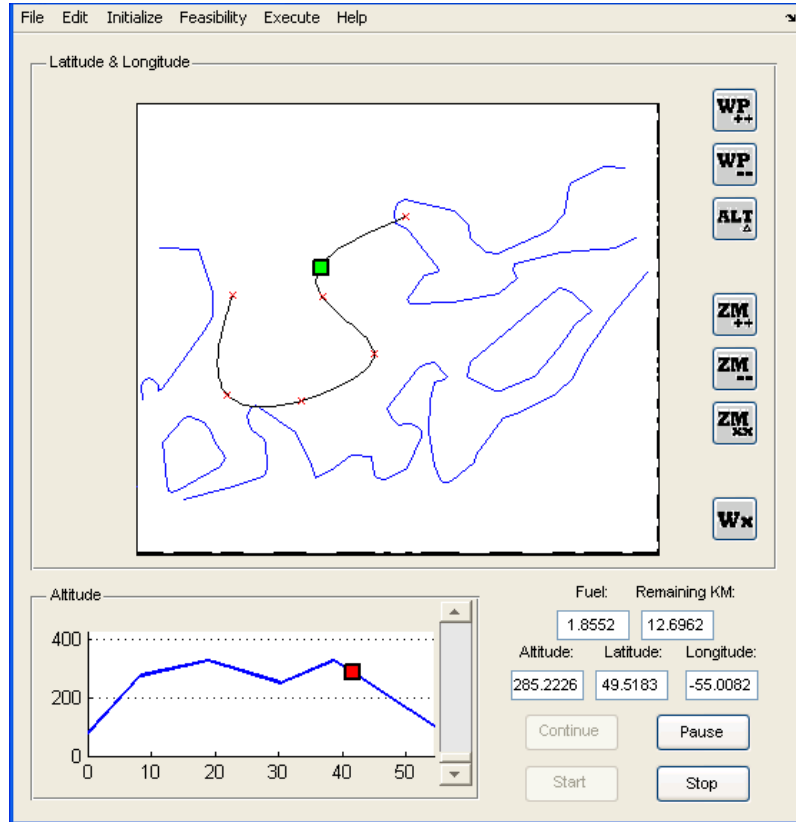 File Edit Initialize Feasibility Execute Help
Latitude & Longitude
WP
++
WP
--
ALT
Δ
ZM
++
ZM
--
ZM
xx
Wx
Altitude
400
200
0
0 10 20 30 40 50
Fuel: Remaining KM:
1.8552 12.6962
Altitude: Latitude: Longitude:
285.2226 49.5183 -55.0082
Continue Pause
Start Stop